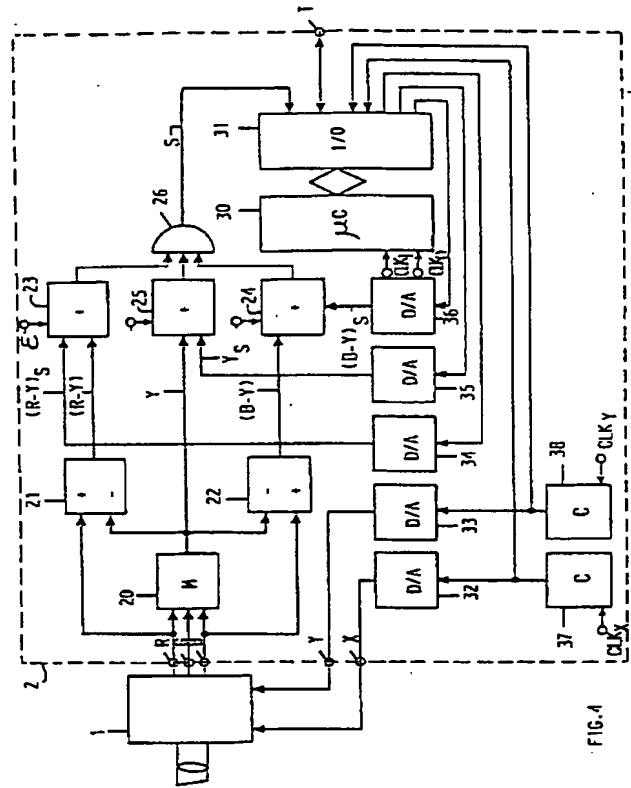 2
1
20
M
R
21
+
-
22
-
+
(R-Y)S
(R-Y)
Y
YS
(B-Y)
(D-Y)S
ε
23
25
24
26
S
30
µC
31
I/O
T
CLK
CLK
D/A
36
D/A
35
D/A
34
D/A
33
D/A
32
Y
X
C
38
CLKY
C
37
CLKX
FIG.1